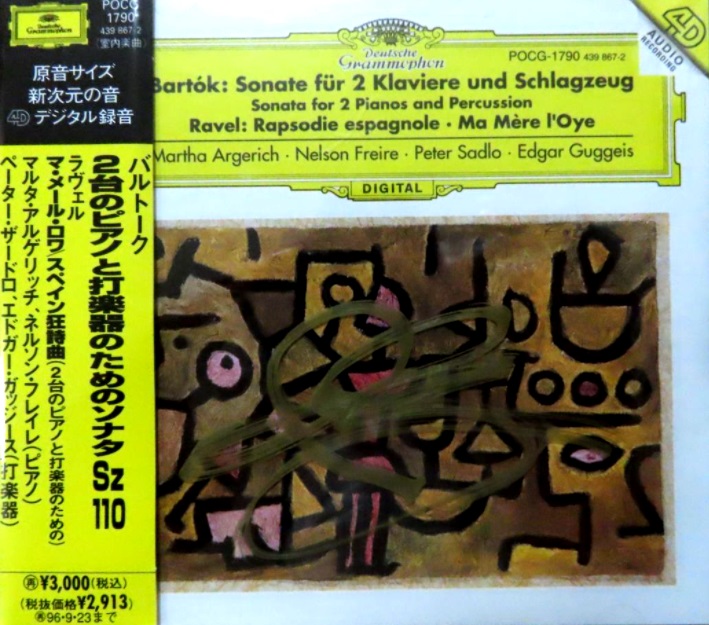 POCG
1790
439 867-2
(室内楽曲)
Deutsche
Grammophon
原音サイズ
新次元の音
4D デジタル録音
バルトーク
2台のピアノと打楽器のためのソナタ Sz 110
ラヴェル
マ・メール・ロワ/スペイン狂詩曲(2台のピアノと打楽器のための)
マルタ・アルゲリッチ、ネルソン・フレイレ(ピアノ)
ペーター・ザードロ、エドガー・ガッジース(打楽器)
再¥3,000(税込)
(税抜価格¥2,913)
96・9・23まで
Deutsche
Grammophon
POCG-1790 439 867-2
Bartók: Sonate für 2 Klaviere und Schlagzeug
Sonata for 2 Pianos and Percussion
Ravel: Rapsodie espagnole · Ma Mère l'Oye
Martha Argerich · Nelson Freire · Peter Sadlo · Edgar Guggeis
DIGITAL
4D
AUDIO
RECORDING